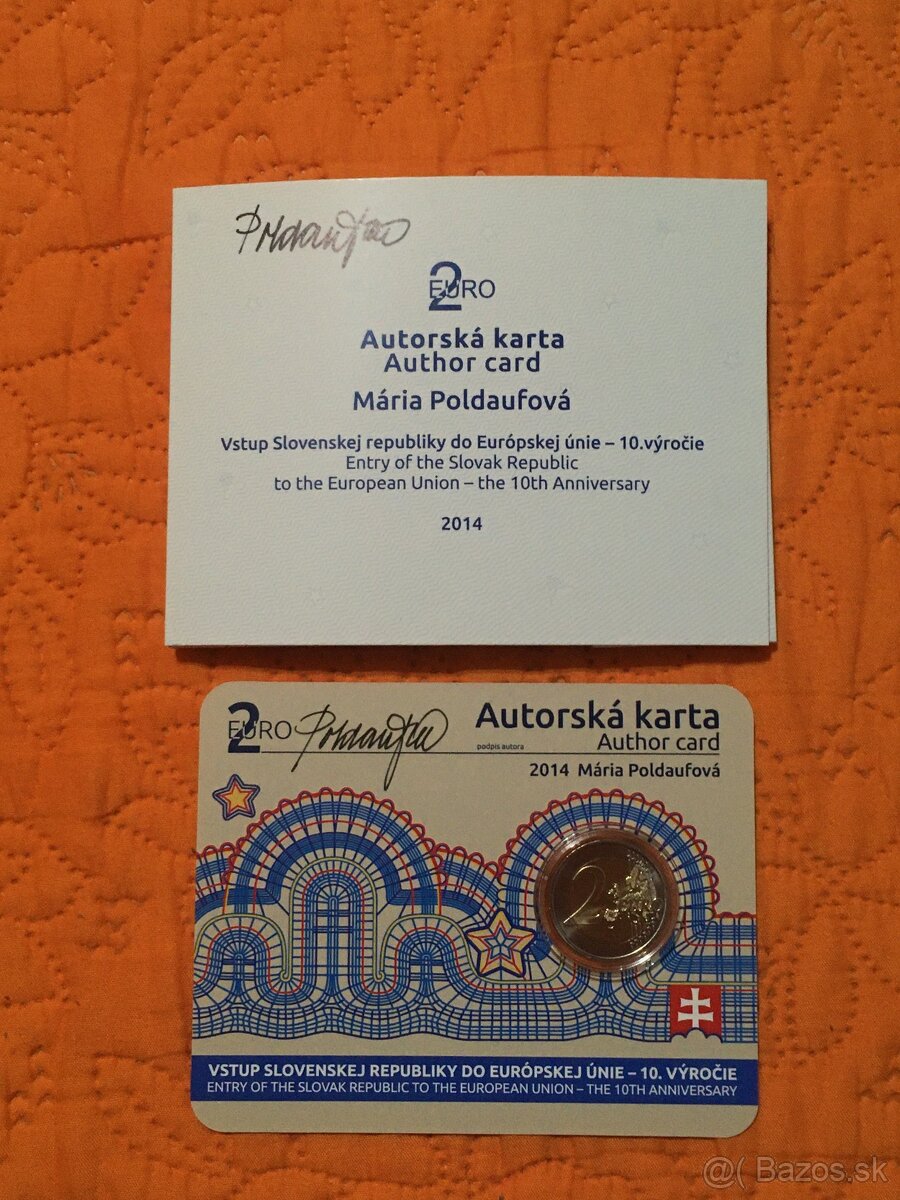 Poldaufová
2 EURO
Autorská karta
Author card
Mária Poldaufová
Vstup Slovenskej republiky do Európskej únie – 10.výročie
Entry of the Slovak Republic
to the European Union – the 10th Anniversary
2014
2 EURO
Poldaufová
podpis autora
Autorská karta
Author card
2014 Mária Poldaufová
2
VSTUP SLOVENSKEJ REPUBLIKY DO EURÓPSKEJ ÚNIE – 10. VÝROČIE
ENTRY OF THE SLOVAK REPUBLIC TO THE EUROPEAN UNION – THE 10TH ANNIVERSARY
@( Bazos.sk